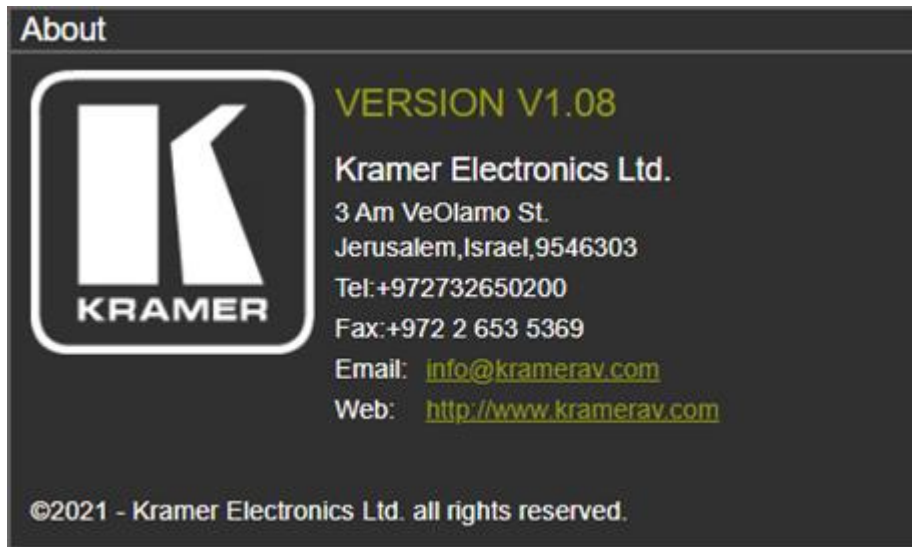 About
KRAMER
VERSION V1.08
Kramer Electronics Ltd.
3 Am VeOlamo St.
Jerusalem,Israel,9546303
Tel:+972732650200
Fax:+972 2 653 5369
Email: info@kramerav.com
Web: http://www.kramerav.com
©2021 - Kramer Electronics Ltd. all rights reserved.